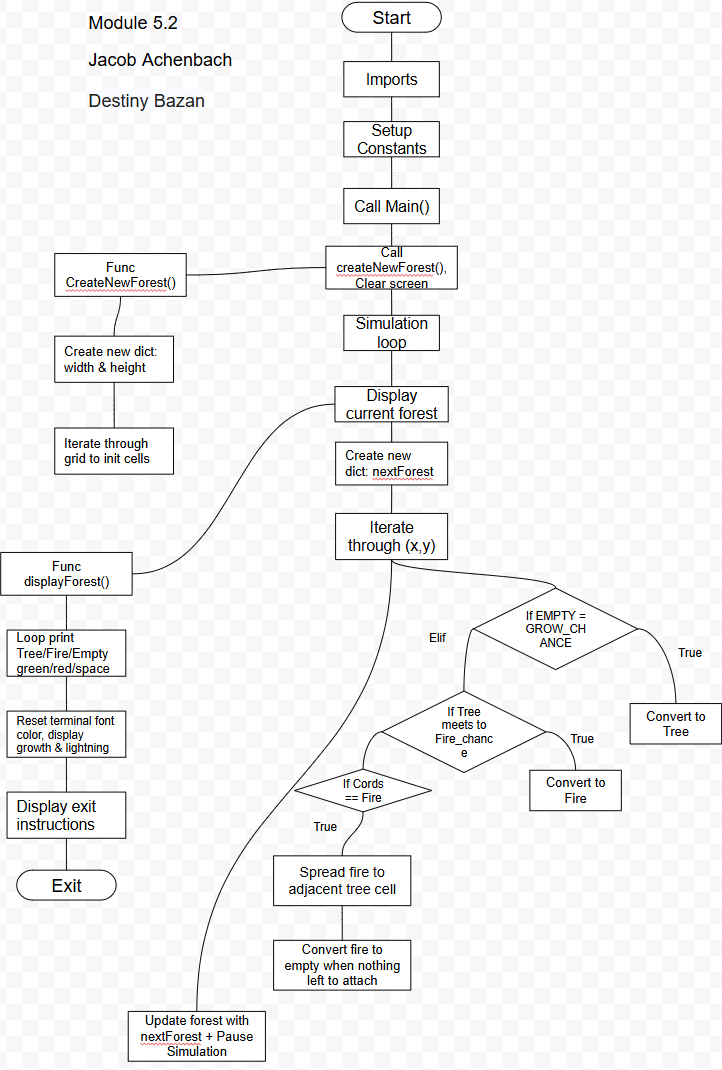 Module 5.2
Jacob Achenbach
Destiny Bazan
Start
Imports
Setup
Constants
Call Main()
Call
createNewForest(),
Clear screen
Func
CreateNewForest()
Create new dict:
width & height
Iterate through
grid to init cells
Simulation
loop
Display
current forest
Create new
dict: nextForest
Iterate
through (x,y)
Func
displayForest()
Loop print
Tree/Fire/Empty
green/red/space
Reset terminal font
color, display
growth & lightning
Display exit
instructions
Exit
If EMPTY =
GROW_CH
ANCE
Elif
True
Convert to
Tree
If Tree
meets to
Fire_chanc
e
True
Convert to
Fire
If Cords
== Fire
True
Spread fire to
adjacent tree cell
Convert fire to
empty when nothing
left to attach
Update forest with
nextForest + Pause
Simulation